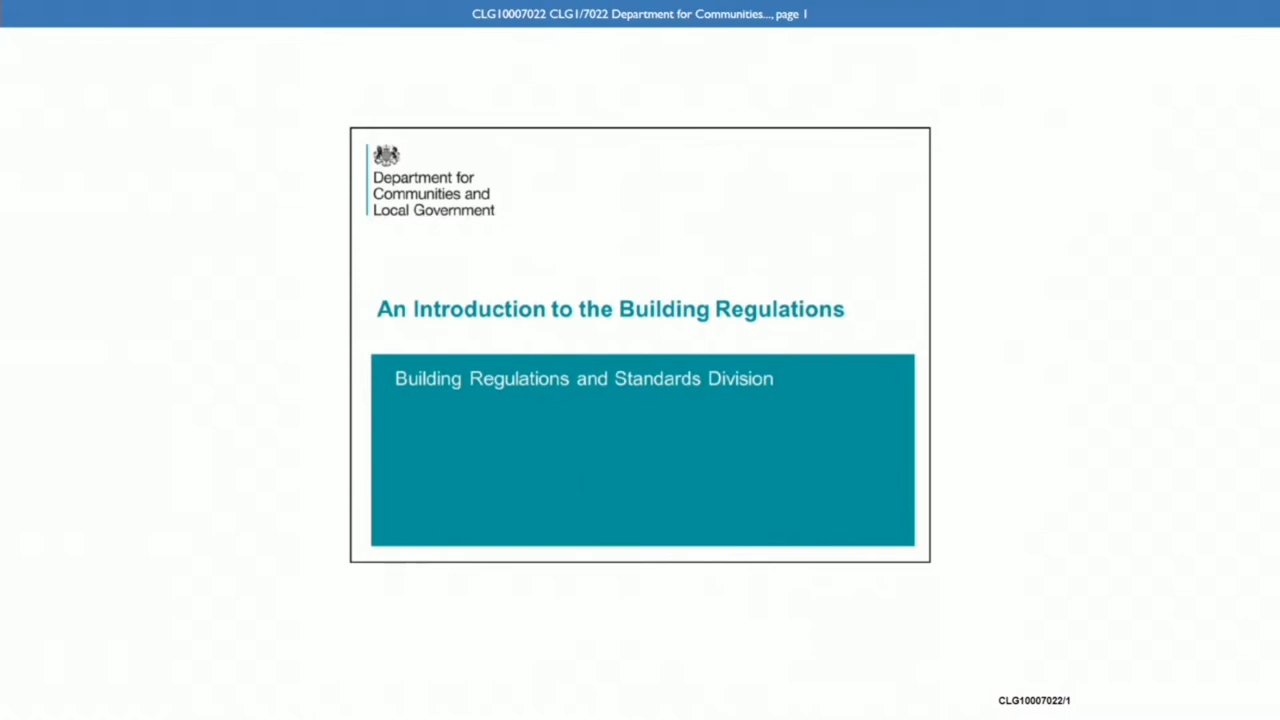 CLG10007022 CLG1/7022 Department for Communities..., page 1
Department for
Communities and
Local Government
An Introduction to the Building Regulations
Building Regulations and Standards Division
CLG10007022/1